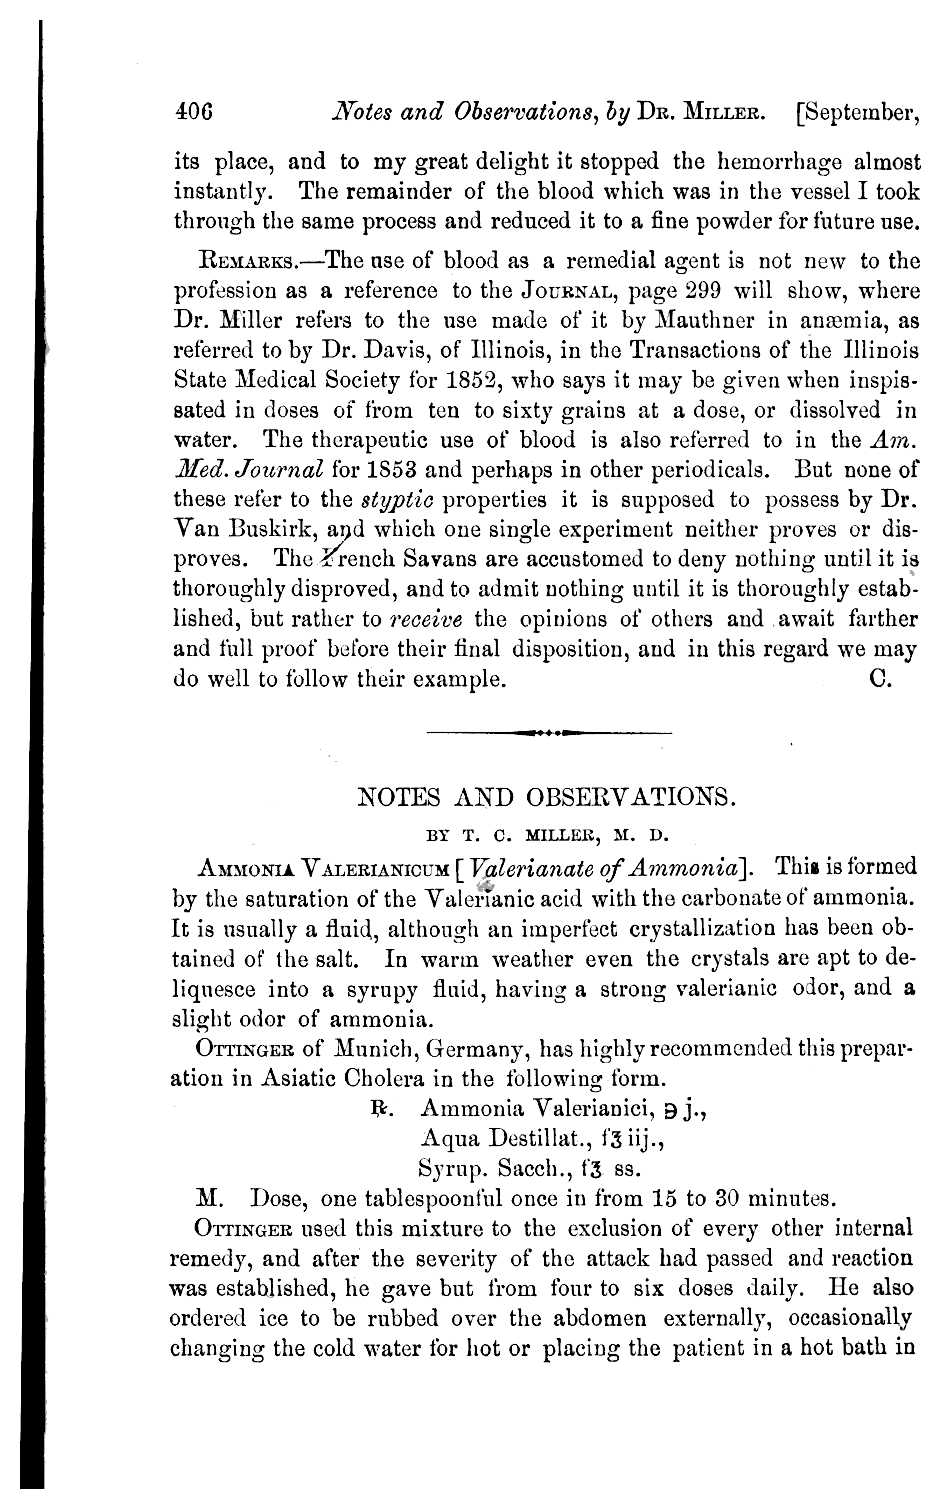 406 Notes and Observations, by DR. MILLER. [September,
its place, and to my great delight it stopped the hemorrhage almost
instantly. The remainder of the blood which was in the vessel I took
through the same process and reduced it to a fine powder for future use.
REMARKS.—The use of blood as a remedial agent is not new to the
profession as a reference to the JOURNAL, page 299 will show, where
Dr. Miller refers to the use made of it by Mauthner in anæmia, as
referred to by Dr. Davis, of Illinois, in the Transactions of the Illinois
State Medical Society for 1852, who says it may be given when inspis-
sated in doses of from ten to sixty grains at a dose, or dissolved in
water. The therapeutic use of blood is also referred to in the Am.
Med. Journal for 1853 and perhaps in other periodicals. But none of
these refer to the styptic properties it is supposed to possess by Dr.
Van Buskirk, and which one single experiment neither proves or dis-
proves. The French Savans are accustomed to deny nothing until it is
thoroughly disproved, and to admit nothing until it is thoroughly estab-
lished, but rather to receive the opinions of others and await farther
and full proof before their final disposition, and in this regard we may
do well to follow their example. C.
NOTES AND OBSERVATIONS.
BY T. C. MILLER, M. D.
AMMONIA VALERIANICUM [Valerianate of Ammonia]. This is formed
by the saturation of the Valerianic acid with the carbonate of ammonia.
It is usually a fluid, although an imperfect crystallization has been ob-
tained of the salt. In warm weather even the crystals are apt to de-
liquesce into a syrupy fluid, having a strong valerianic odor, and a
slight odor of ammonia.
OTTINGER of Munich, Germany, has highly recommended this prepar-
ation in Asiatic Cholera in the following form.
℞. Ammonia Valerianici, ℈ j.,
Aqua Destillat., f℥ iij.,
Syrup. Sacch., f℥ ss.
M. Dose, one tablespoonful once in from 15 to 30 minutes.
OTTINGER used this mixture to the exclusion of every other internal
remedy, and after the severity of the attack had passed and reaction
was established, he gave but from four to six doses daily. He also
ordered ice to be rubbed over the abdomen externally, occasionally
changing the cold water for hot or placing the patient in a hot bath in